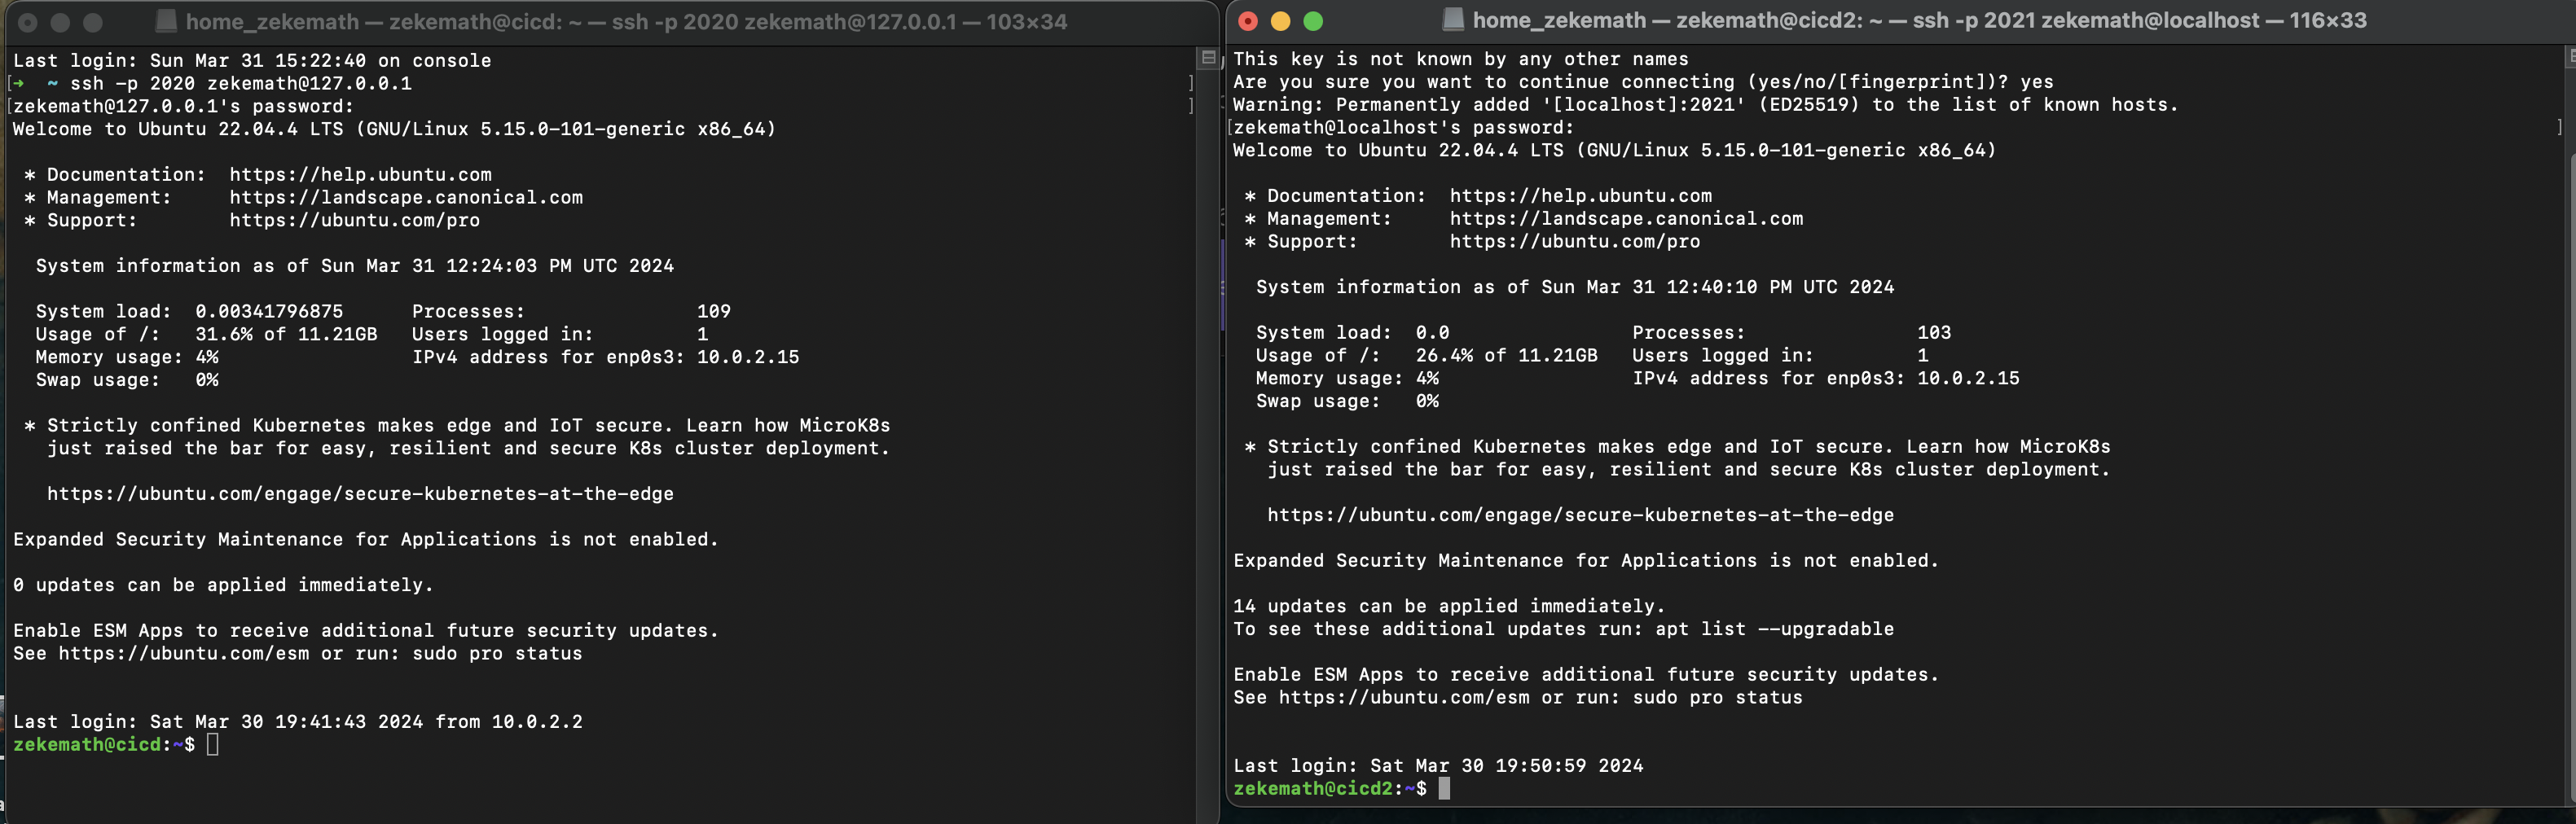 home_zekemath — zekemath@cicd: ~ — ssh -p 2020 zekemath@127.0.0.1 — 103×34
Last login: Sun Mar 31 15:22:40 on console
[➜  ~ ssh -p 2020 zekemath@127.0.0.1 ]
[zekemath@127.0.0.1's password: ]
Welcome to Ubuntu 22.04.4 LTS (GNU/Linux 5.15.0-101-generic x86_64)
* Documentation:  https://help.ubuntu.com
* Management:     https://landscape.canonical.com
* Support:        https://ubuntu.com/pro
System information as of Sun Mar 31 12:24:03 PM UTC 2024
System load:  0.00341796875      Processes:               109
Usage of /:   31.6% of 11.21GB   Users logged in:         1
Memory usage: 4%                 IPv4 address for enp0s3: 10.0.2.15
Swap usage:   0%
* Strictly confined Kubernetes makes edge and IoT secure. Learn how MicroK8s
just raised the bar for easy, resilient and secure K8s cluster deployment.
https://ubuntu.com/engage/secure-kubernetes-at-the-edge
Expanded Security Maintenance for Applications is not enabled.
0 updates can be applied immediately.
Enable ESM Apps to receive additional future security updates.
See https://ubuntu.com/esm or run: sudo pro status
Last login: Sat Mar 30 19:41:43 2024 from 10.0.2.2
zekemath@cicd:~$
home_zekemath — zekemath@cicd2: ~ — ssh -p 2021 zekemath@localhost — 116×33
This key is not known by any other names
Are you sure you want to continue connecting (yes/no/[fingerprint])? yes
Warning: Permanently added '[localhost]:2021' (ED25519) to the list of known hosts.
[zekemath@localhost's password: ]
Welcome to Ubuntu 22.04.4 LTS (GNU/Linux 5.15.0-101-generic x86_64)
* Documentation:  https://help.ubuntu.com
* Management:     https://landscape.canonical.com
* Support:        https://ubuntu.com/pro
System information as of Sun Mar 31 12:40:10 PM UTC 2024
System load:  0.0                Processes:               103
Usage of /:   26.4% of 11.21GB   Users logged in:         1
Memory usage: 4%                 IPv4 address for enp0s3: 10.0.2.15
Swap usage:   0%
* Strictly confined Kubernetes makes edge and IoT secure. Learn how MicroK8s
just raised the bar for easy, resilient and secure K8s cluster deployment.
https://ubuntu.com/engage/secure-kubernetes-at-the-edge
Expanded Security Maintenance for Applications is not enabled.
14 updates can be applied immediately.
To see these additional updates run: apt list --upgradable
Enable ESM Apps to receive additional future security updates.
See https://ubuntu.com/esm or run: sudo pro status
Last login: Sat Mar 30 19:50:59 2024
zekemath@cicd2:~$